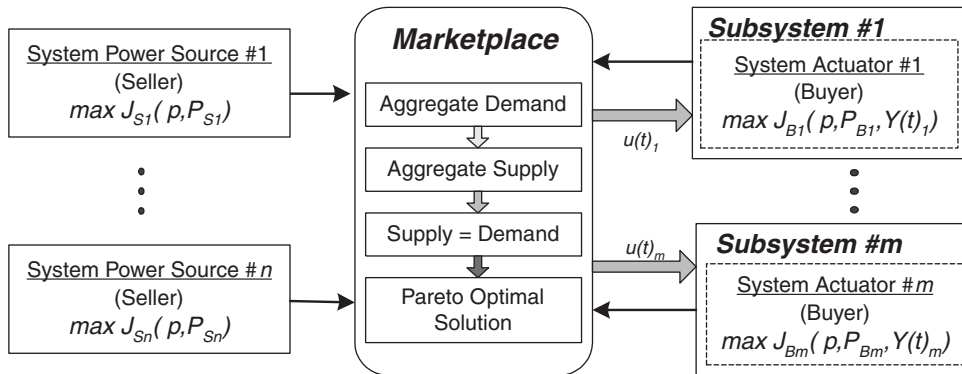 System Power Source #1
(Seller)
max J_S1( p,P_S1)
System Power Source #n
(Seller)
max J_Sn( p,P_Sn)
Marketplace
Aggregate Demand
Aggregate Supply
Supply = Demand
Pareto Optimal
Solution
u(t)_1
u(t)_m
Subsystem #1
System Actuator #1
(Buyer)
max J_B1( p,P_B1,Y(t)_1)
Subsystem #m
System Actuator #m
(Buyer)
max J_Bm( p,P_Bm,Y(t)_m)